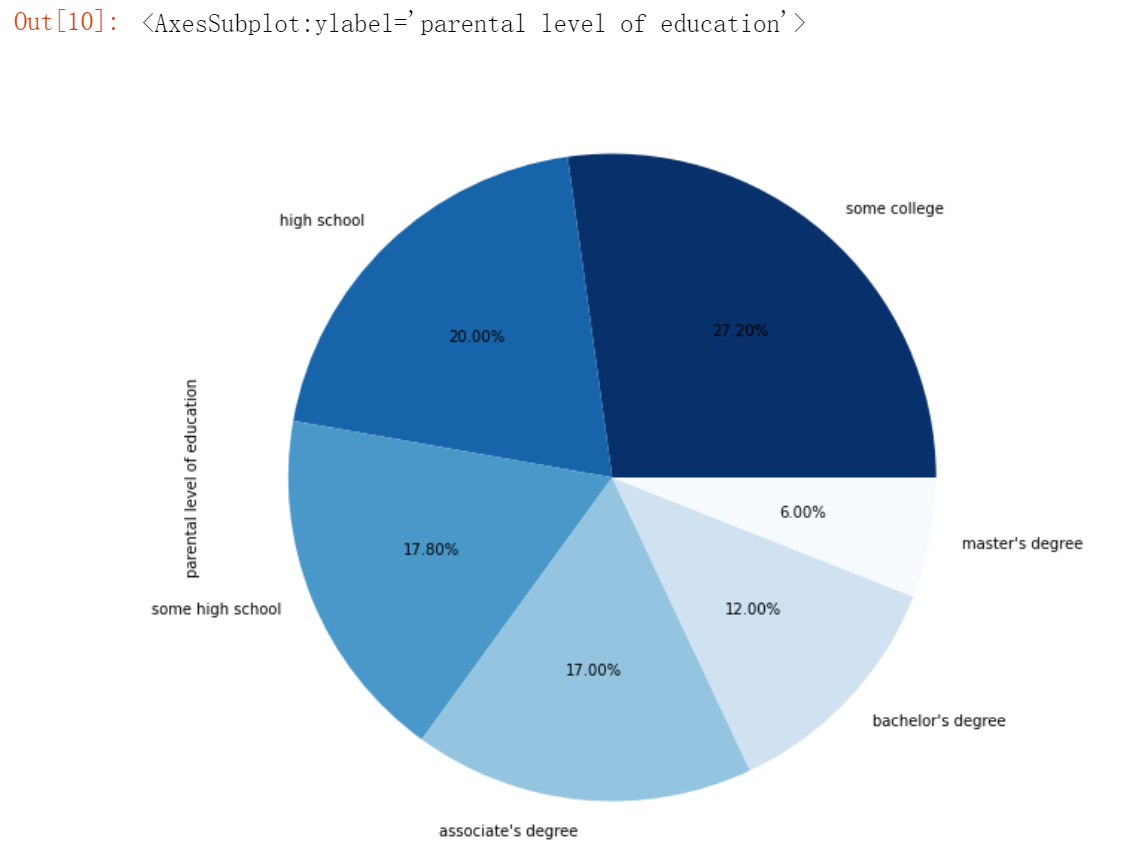 Out[10]: <AxesSubplot:ylabel='parental level of education'>
some college
high school
27.20%
20.00%
parental level of education
6.00%
master's degree
17.80%
some high school
12.00%
17.00%
bachelor's degree
associate's degree